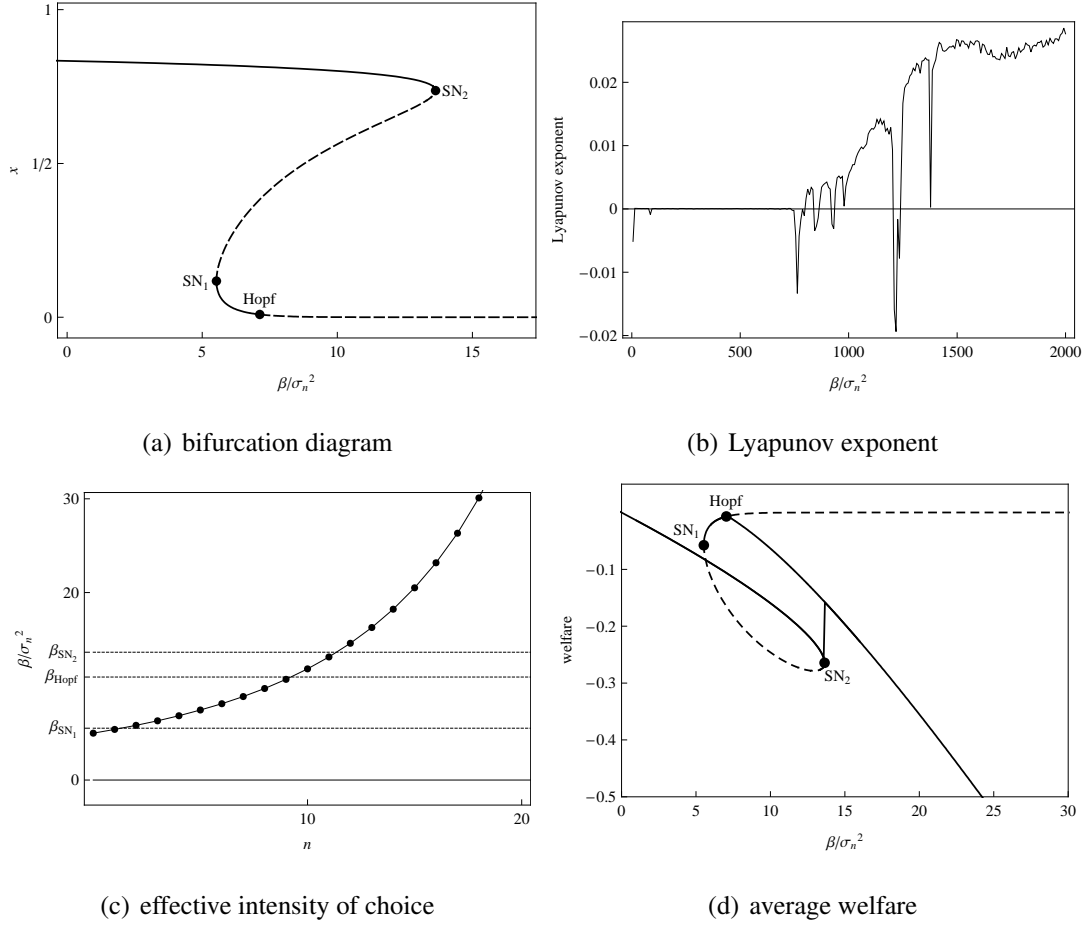 1
SN₂
x
1/2
SN₁
Hopf
0
0
5
10
15
β/σₙ²
(a) bifurcation diagram
0.02
0.01
Lyapunov exponent
0
−0.01
−0.02
0
500
1000
1500
2000
β/σₙ²
(b) Lyapunov exponent
30
20
β/σₙ²
β_SN₂
β_Hopf
β_SN₁
0
10
20
n
(c) effective intensity of choice
Hopf
SN₁
−0.1
−0.2
welfare
SN₂
−0.3
−0.4
−0.5
0
5
10
15
20
25
30
β/σₙ²
(d) average welfare